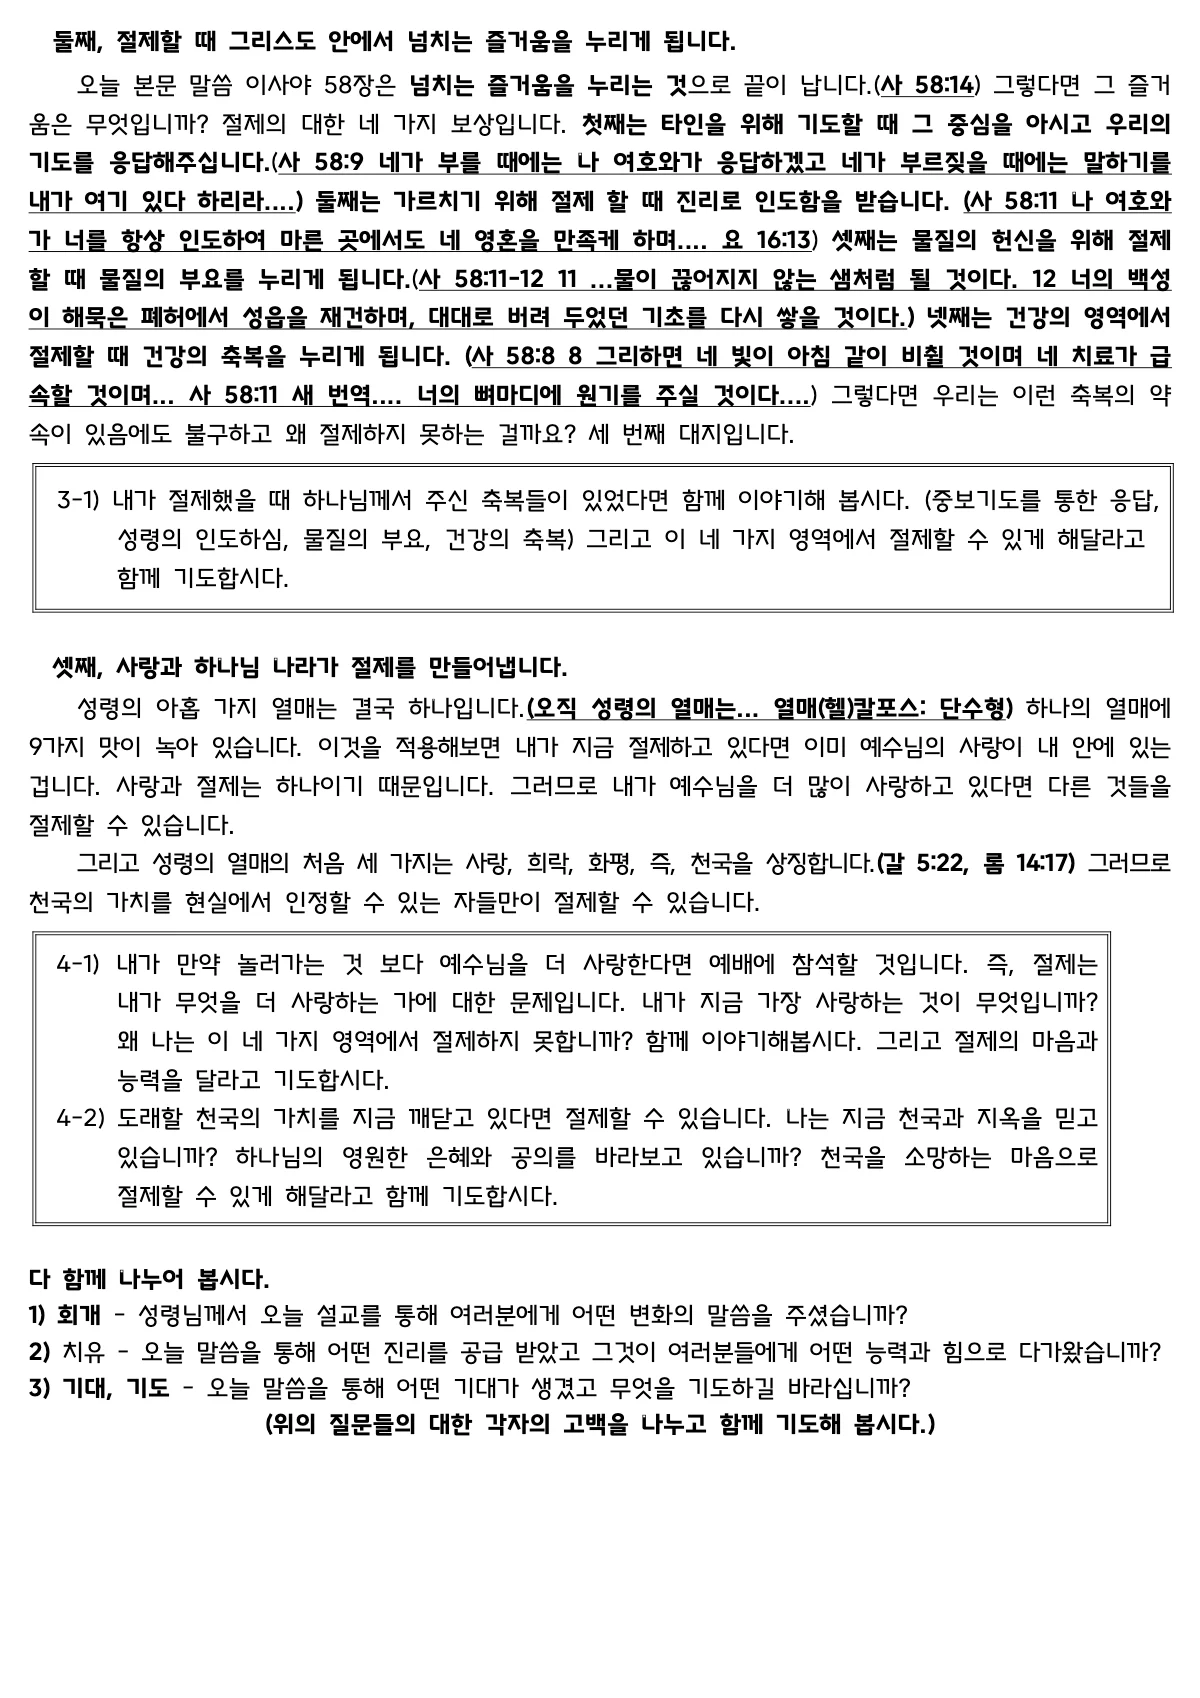 둘째, 절제할 때 그리스도 안에서 넘치는 즐거움을 누리게 됩니다.
오늘 본문 말씀 이사야 58장은 넘치는 즐거움을 누리는 것으로 끝이 납니다.(사 58:14) 그렇다면 그 즐거
움은 무엇입니까? 절제의 대한 네 가지 보상입니다. 첫째는 타인을 위해 기도할 때 그 중심을 아시고 우리의
기도를 응답해주십니다.(사 58:9 네가 부를 때에는 나 여호와가 응답하겠고 네가 부르짖을 때에는 말하기를
내가 여기 있다 하리라....) 둘째는 가르치기 위해 절제 할 때 진리로 인도함을 받습니다. (사 58:11 나 여호와
가 너를 항상 인도하여 마른 곳에서도 네 영혼을 만족케 하며.... 요 16:13) 셋째는 물질의 헌신을 위해 절제
할 때 물질의 부요를 누리게 됩니다.(사 58:11-12 11 ...물이 끊어지지 않는 샘처럼 될 것이다. 12 너의 백성
이 해묵은 폐허에서 성읍을 재건하며, 대대로 버려 두었던 기초를 다시 쌓을 것이다.) 넷째는 건강의 영역에서
절제할 때 건강의 축복을 누리게 됩니다. (사 58:8 8 그리하면 네 빛이 아침 같이 비췰 것이며 네 치료가 급
속할 것이며... 사 58:11 새 번역.... 너의 뼈마디에 원기를 주실 것이다....) 그렇다면 우리는 이런 축복의 약
속이 있음에도 불구하고 왜 절제하지 못하는 걸까요? 세 번째 대지입니다.
3-1) 내가 절제했을 때 하나님께서 주신 축복들이 있었다면 함께 이야기해 봅시다. (중보기도를 통한 응답,
성령의 인도하심, 물질의 부요, 건강의 축복) 그리고 이 네 가지 영역에서 절제할 수 있게 해달라고
함께 기도합시다.
셋째, 사랑과 하나님 나라가 절제를 만들어냅니다.
성령의 아홉 가지 열매는 결국 하나입니다.(오직 성령의 열매는... 열매(헬)칼포스: 단수형) 하나의 열매에
9가지 맛이 녹아 있습니다. 이것을 적용해보면 내가 지금 절제하고 있다면 이미 예수님의 사랑이 내 안에 있는
겁니다. 사랑과 절제는 하나이기 때문입니다. 그러므로 내가 예수님을 더 많이 사랑하고 있다면 다른 것들을
절제할 수 있습니다.
그리고 성령의 열매의 처음 세 가지는 사랑, 희락, 화평, 즉, 천국을 상징합니다.(갈 5:22, 롬 14:17) 그러므로
천국의 가치를 현실에서 인정할 수 있는 자들만이 절제할 수 있습니다.
4-1) 내가 만약 놀러가는 것 보다 예수님을 더 사랑한다면 예배에 참석할 것입니다. 즉, 절제는
내가 무엇을 더 사랑하는 가에 대한 문제입니다. 내가 지금 가장 사랑하는 것이 무엇입니까?
왜 나는 이 네 가지 영역에서 절제하지 못합니까? 함께 이야기해봅시다. 그리고 절제의 마음과
능력을 달라고 기도합시다.
4-2) 도래할 천국의 가치를 지금 깨닫고 있다면 절제할 수 있습니다. 나는 지금 천국과 지옥을 믿고
있습니까? 하나님의 영원한 은혜와 공의를 바라보고 있습니까? 천국을 소망하는 마음으로
절제할 수 있게 해달라고 함께 기도합시다.
다 함께 나누어 봅시다.
1) 회개 - 성령님께서 오늘 설교를 통해 여러분에게 어떤 변화의 말씀을 주셨습니까?
2) 치유 - 오늘 말씀을 통해 어떤 진리를 공급 받았고 그것이 여러분들에게 어떤 능력과 힘으로 다가왔습니까?
3) 기대, 기도 - 오늘 말씀을 통해 어떤 기대가 생겼고 무엇을 기도하길 바라십니까?
(위의 질문들의 대한 각자의 고백을 나누고 함께 기도해 봅시다.)